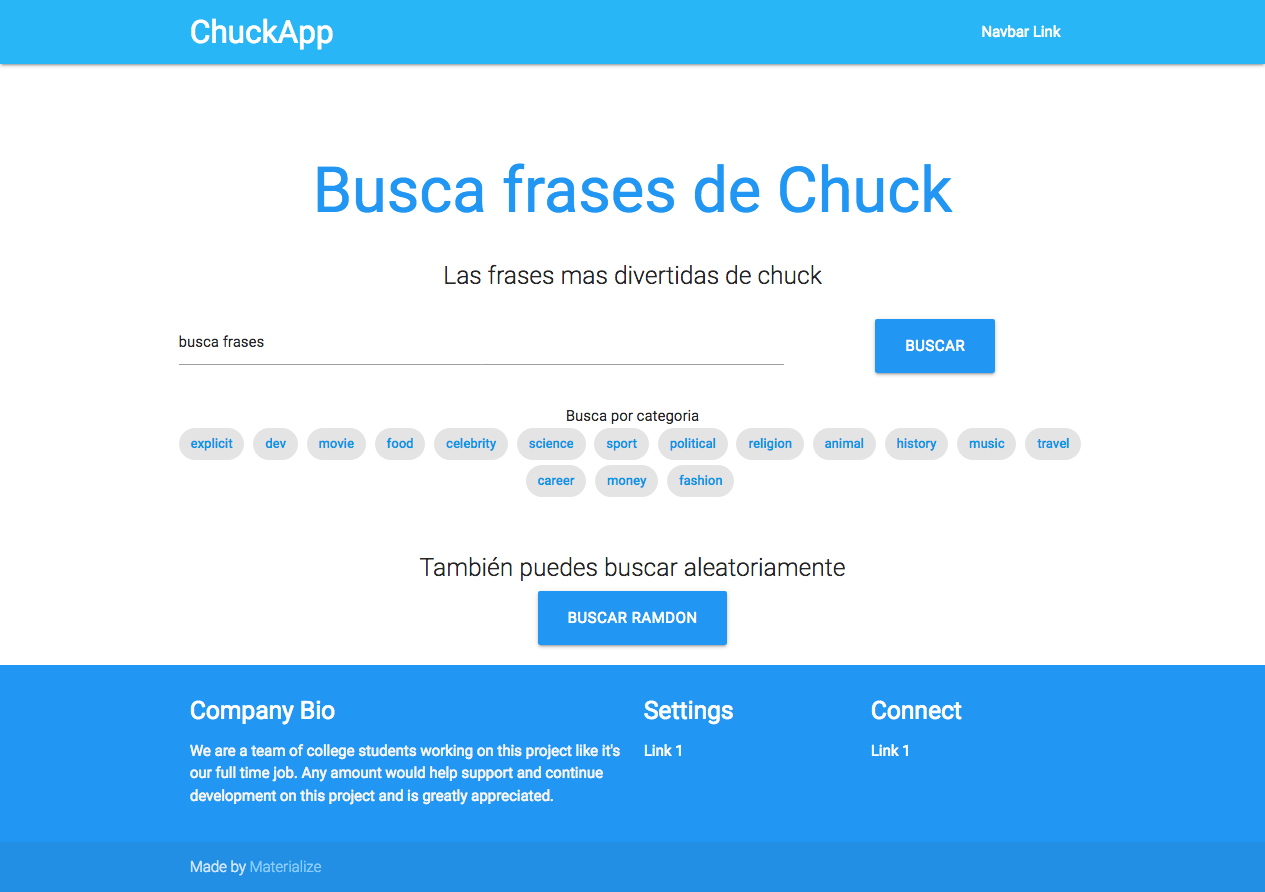 ChuckApp
Navbar Link
Busca frases de Chuck
Las frases mas divertidas de chuck
busca frases
BUSCAR
Busca por categoria
explicit dev movie food celebrity science sport political religion animal history music travel
career money fashion
También puedes buscar aleatoriamente
BUSCAR RAMDON
Company Bio
We are a team of college students working on this project like it's
our full time job. Any amount would help support and continue
development on this project and is greatly appreciated.
Settings
Link 1
Connect
Link 1
Made by Materialize